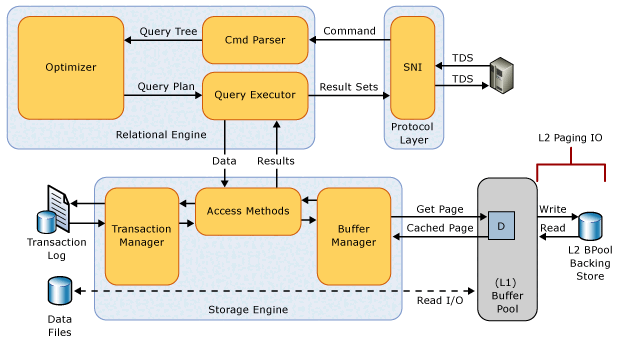 Query Tree
Cmd Parser
Command
Optimizer
SNI
TDS
TDS
Query Plan
Query Executor
Result Sets
Relational Engine
Protocol
Layer
L2 Paging IO
Data
Results
Transaction
Log
Transaction
Manager
Access Methods
Buffer
Manager
Get Page
Cached Page
D
Write
Read
L2 BPool
Backing
Store
(L1)
Buffer
Pool
Read I/O
Storage Engine
Data
Files